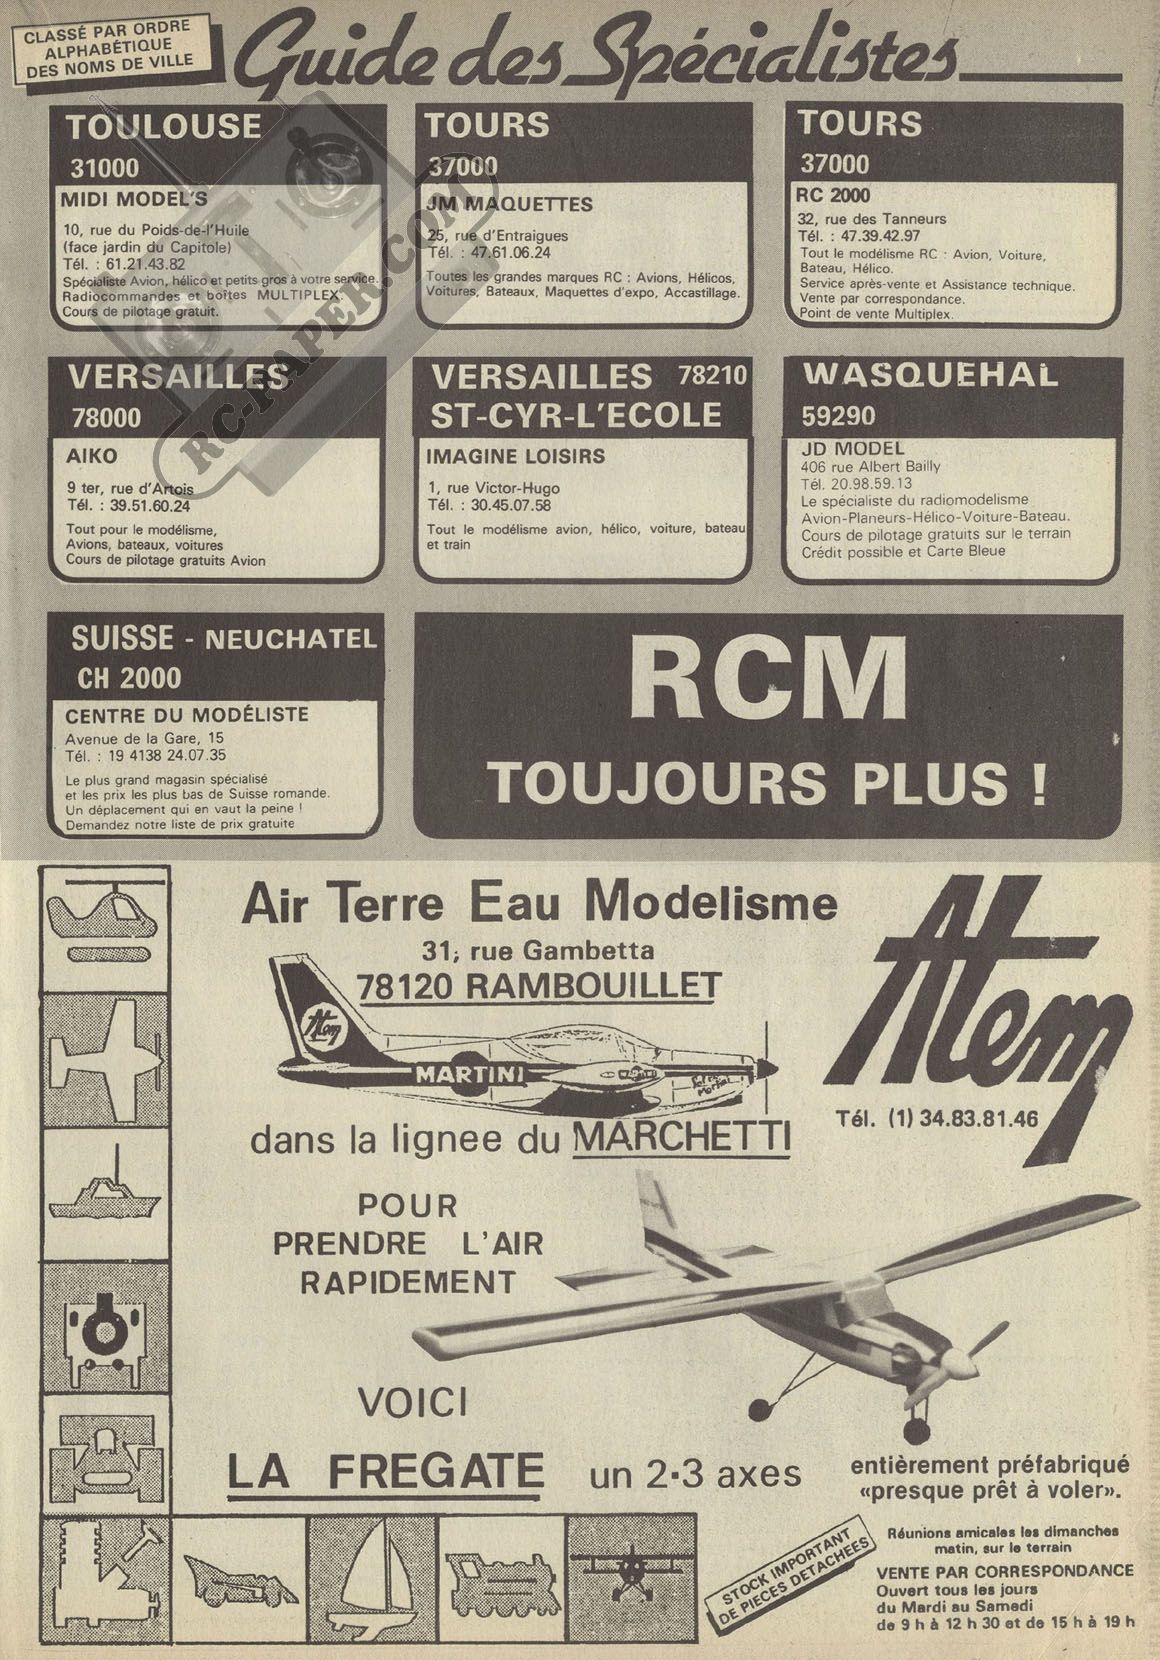 CLASSÉ PAR ORDRE
ALPHABÉTIQUE
DES NOMS DE VILLE
Guide des Spécialistes
TOULOUSE
31000
MIDI MODEL'S
10, rue du Poids-de-l'Huile
(face jardin du Capitole)
Tél. : 61.21.43.82
Spécialiste Avion, hélico et petits gros à votre service.
Radiocommandes et boîtes MULTIPLEX.
Cours de pilotage gratuit.
TOURS
37000
JM MAQUETTES
25, rue d'Entraigues
Tél. : 47.61.06.24
Toutes les grandes marques RC : Avions, Hélicos,
Voitures, Bateaux, Maquettes d'expo, Accastillage.
TOURS
37000
RC 2000
32, rue des Tanneurs
Tél. : 47.39.42.97
Tout le modélisme RC : Avion, Voiture,
Bateau, Hélico.
Service après-vente et Assistance technique.
Vente par correspondance.
Point de vente Multiplex.
RC-PAPER.COM
VERSAILLES
78000
AIKO
9 ter, rue d'Artois
Tél. : 39.51.60.24
Tout pour le modélisme,
Avions, bateaux, voitures
Cours de pilotage gratuits Avion
VERSAILLES 78210
ST-CYR-L'ECOLE
IMAGINE LOISIRS
1, rue Victor-Hugo
Tél. : 30.45.07.58
Tout le modélisme avion, hélico, voiture, bateau
et train
WASQUEHAL
59290
JD MODEL
406 rue Albert Bailly
Tél. 20.98.59.13
Le spécialiste du radiomodelisme
Avion-Planeurs-Hélico-Voiture-Bateau.
Cours de pilotage gratuits sur le terrain
Crédit possible et Carte Bleue
SUISSE - NEUCHATEL
CH 2000
CENTRE DU MODÉLISTE
Avenue de la Gare, 15
Tél. : 19 4138 24.07.35
Le plus grand magasin spécialisé
et les prix les plus bas de Suisse romande.
Un déplacement qui en vaut la peine !
Demandez notre liste de prix gratuite
RCM
TOUJOURS PLUS !
Air Terre Eau Modelisme
31, rue Gambetta
78120 RAMBOUILLET
Atem
Atem
MARTINI
Tél. (1) 34.83.81.46
dans la lignee du MARCHETTI
POUR
PRENDRE L'AIR
RAPIDEMENT
VOICI
LA FREGATE un 2-3 axes
entièrement préfabriqué
«presque prêt à voler».
STOCK IMPORTANT
DE PIECES DETACHEES
Réunions amicales les dimanches
matin, sur le terrain
VENTE PAR CORRESPONDANCE
Ouvert tous les jours
du Mardi au Samedi
de 9 h à 12 h 30 et de 15 h à 19 h